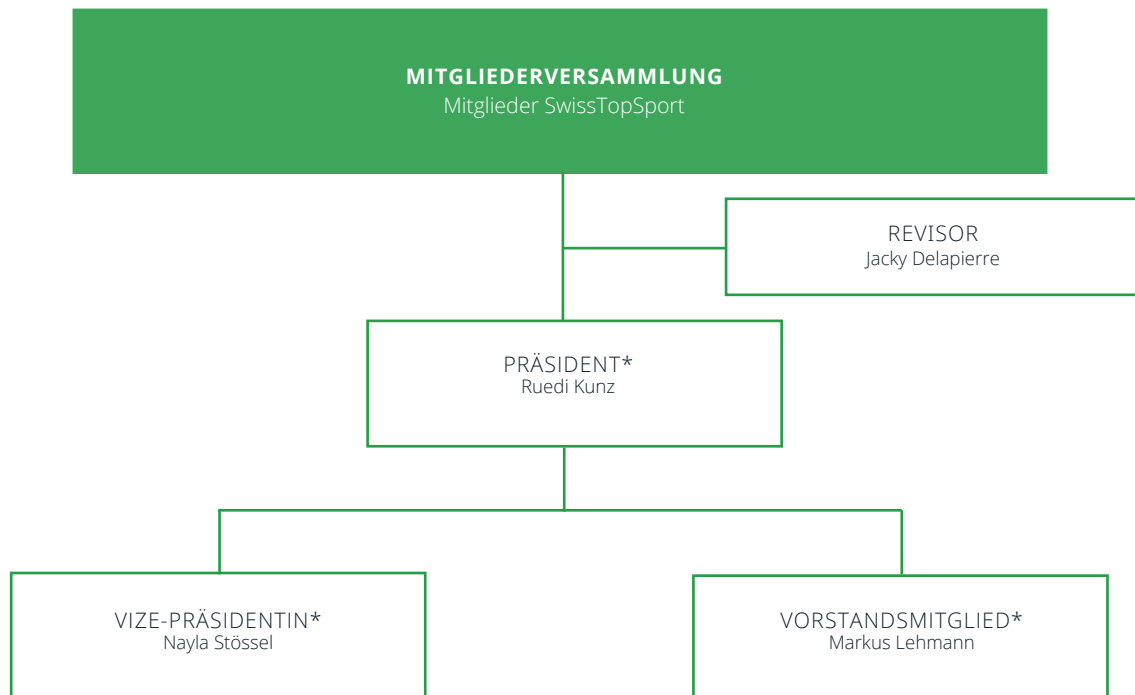 MITGLIEDERVERSAMMLUNG
Mitglieder SwissTopSport
REVISOR
Jacky Delapierre
PRÄSIDENT*
Ruedi Kunz
VIZE-PRÄSIDENTIN*
Nayla Stössel
VORSTANDSMITGLIED*
Markus Lehmann